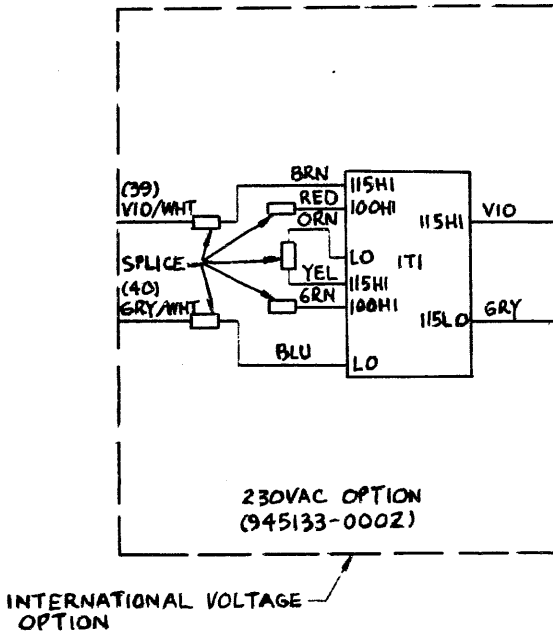 BRN
(39)
VIO/WHT
RED
ORN
115HI
100HI
115HI
VIO
SPLICE
LO
1T1
YEL
115HI
(40)
GRY/WHT
GRN
100HI
115LO
GRY
BLU
LO
230VAC OPTION
(945133-0002)
INTERNATIONAL VOLTAGE
OPTION